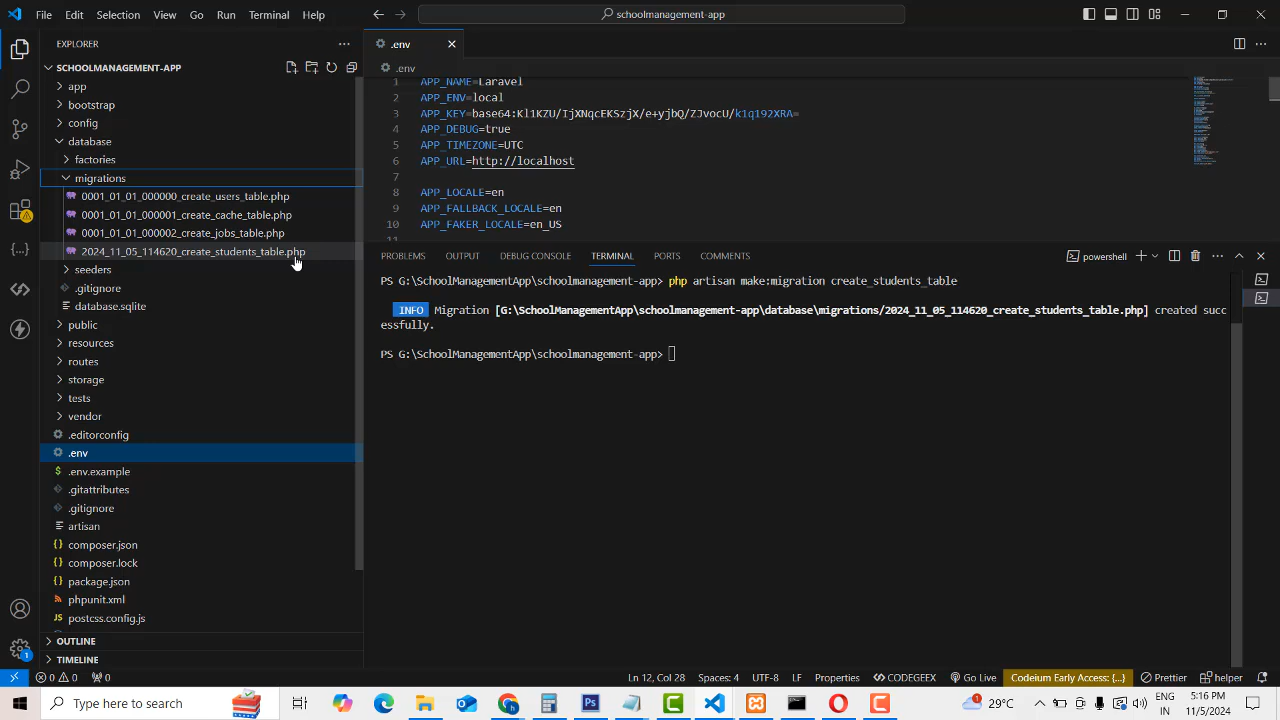 File Edit Selection View Go Run Terminal Help
schoolmanagement-app
EXPLORER
SCHOOLMANAGEMENT-APP
app
bootstrap
config
database
factories
migrations
0001_01_01_000000_create_users_table.php
0001_01_01_000001_create_cache_table.php
0001_01_01_000002_create_jobs_table.php
2024_11_05_114620_create_students_table.php
seeders
.gitignore
database.sqlite
public
resources
routes
storage
tests
vendor
.editorconfig
.env
.env.example
.gitattributes
.gitignore
artisan
composer.json
composer.lock
package.json
phpunit.xml
postcss.config.js
OUTLINE
TIMELINE
.env
.env
1 APP_NAME=Laravel
2 APP_ENV=local
3 APP_KEY=base64:Kl1KZU/IjXNqcEKSzjX/e+yjbQ/ZJvocU/k1q192XRA=
4 APP_DEBUG=true
5 APP_TIMEZONE=UTC
6 APP_URL=http://localhost
7
8 APP_LOCALE=en
9 APP_FALLBACK_LOCALE=en
10 APP_FAKER_LOCALE=en_US
11
PROBLEMS OUTPUT DEBUG CONSOLE TERMINAL PORTS COMMENTS
powershell
PS G:\SchoolManagementApp\schoolmanagement-app> php artisan make:migration create_students_table
INFO Migration [G:\SchoolManagementApp\schoolmanagement-app\database\migrations/2024_11_05_114620_create_students_table.php] created succ
essfully.
PS G:\SchoolManagementApp\schoolmanagement-app>
1
0 0 0 Ln 12, Col 28 Spaces: 4 UTF-8 LF Properties CODEGEEX Go Live Codeium Early Access: (...) Prettier helper
Type here to search
1
29°C
ENG
IN
5:16 PM
11/5/2024